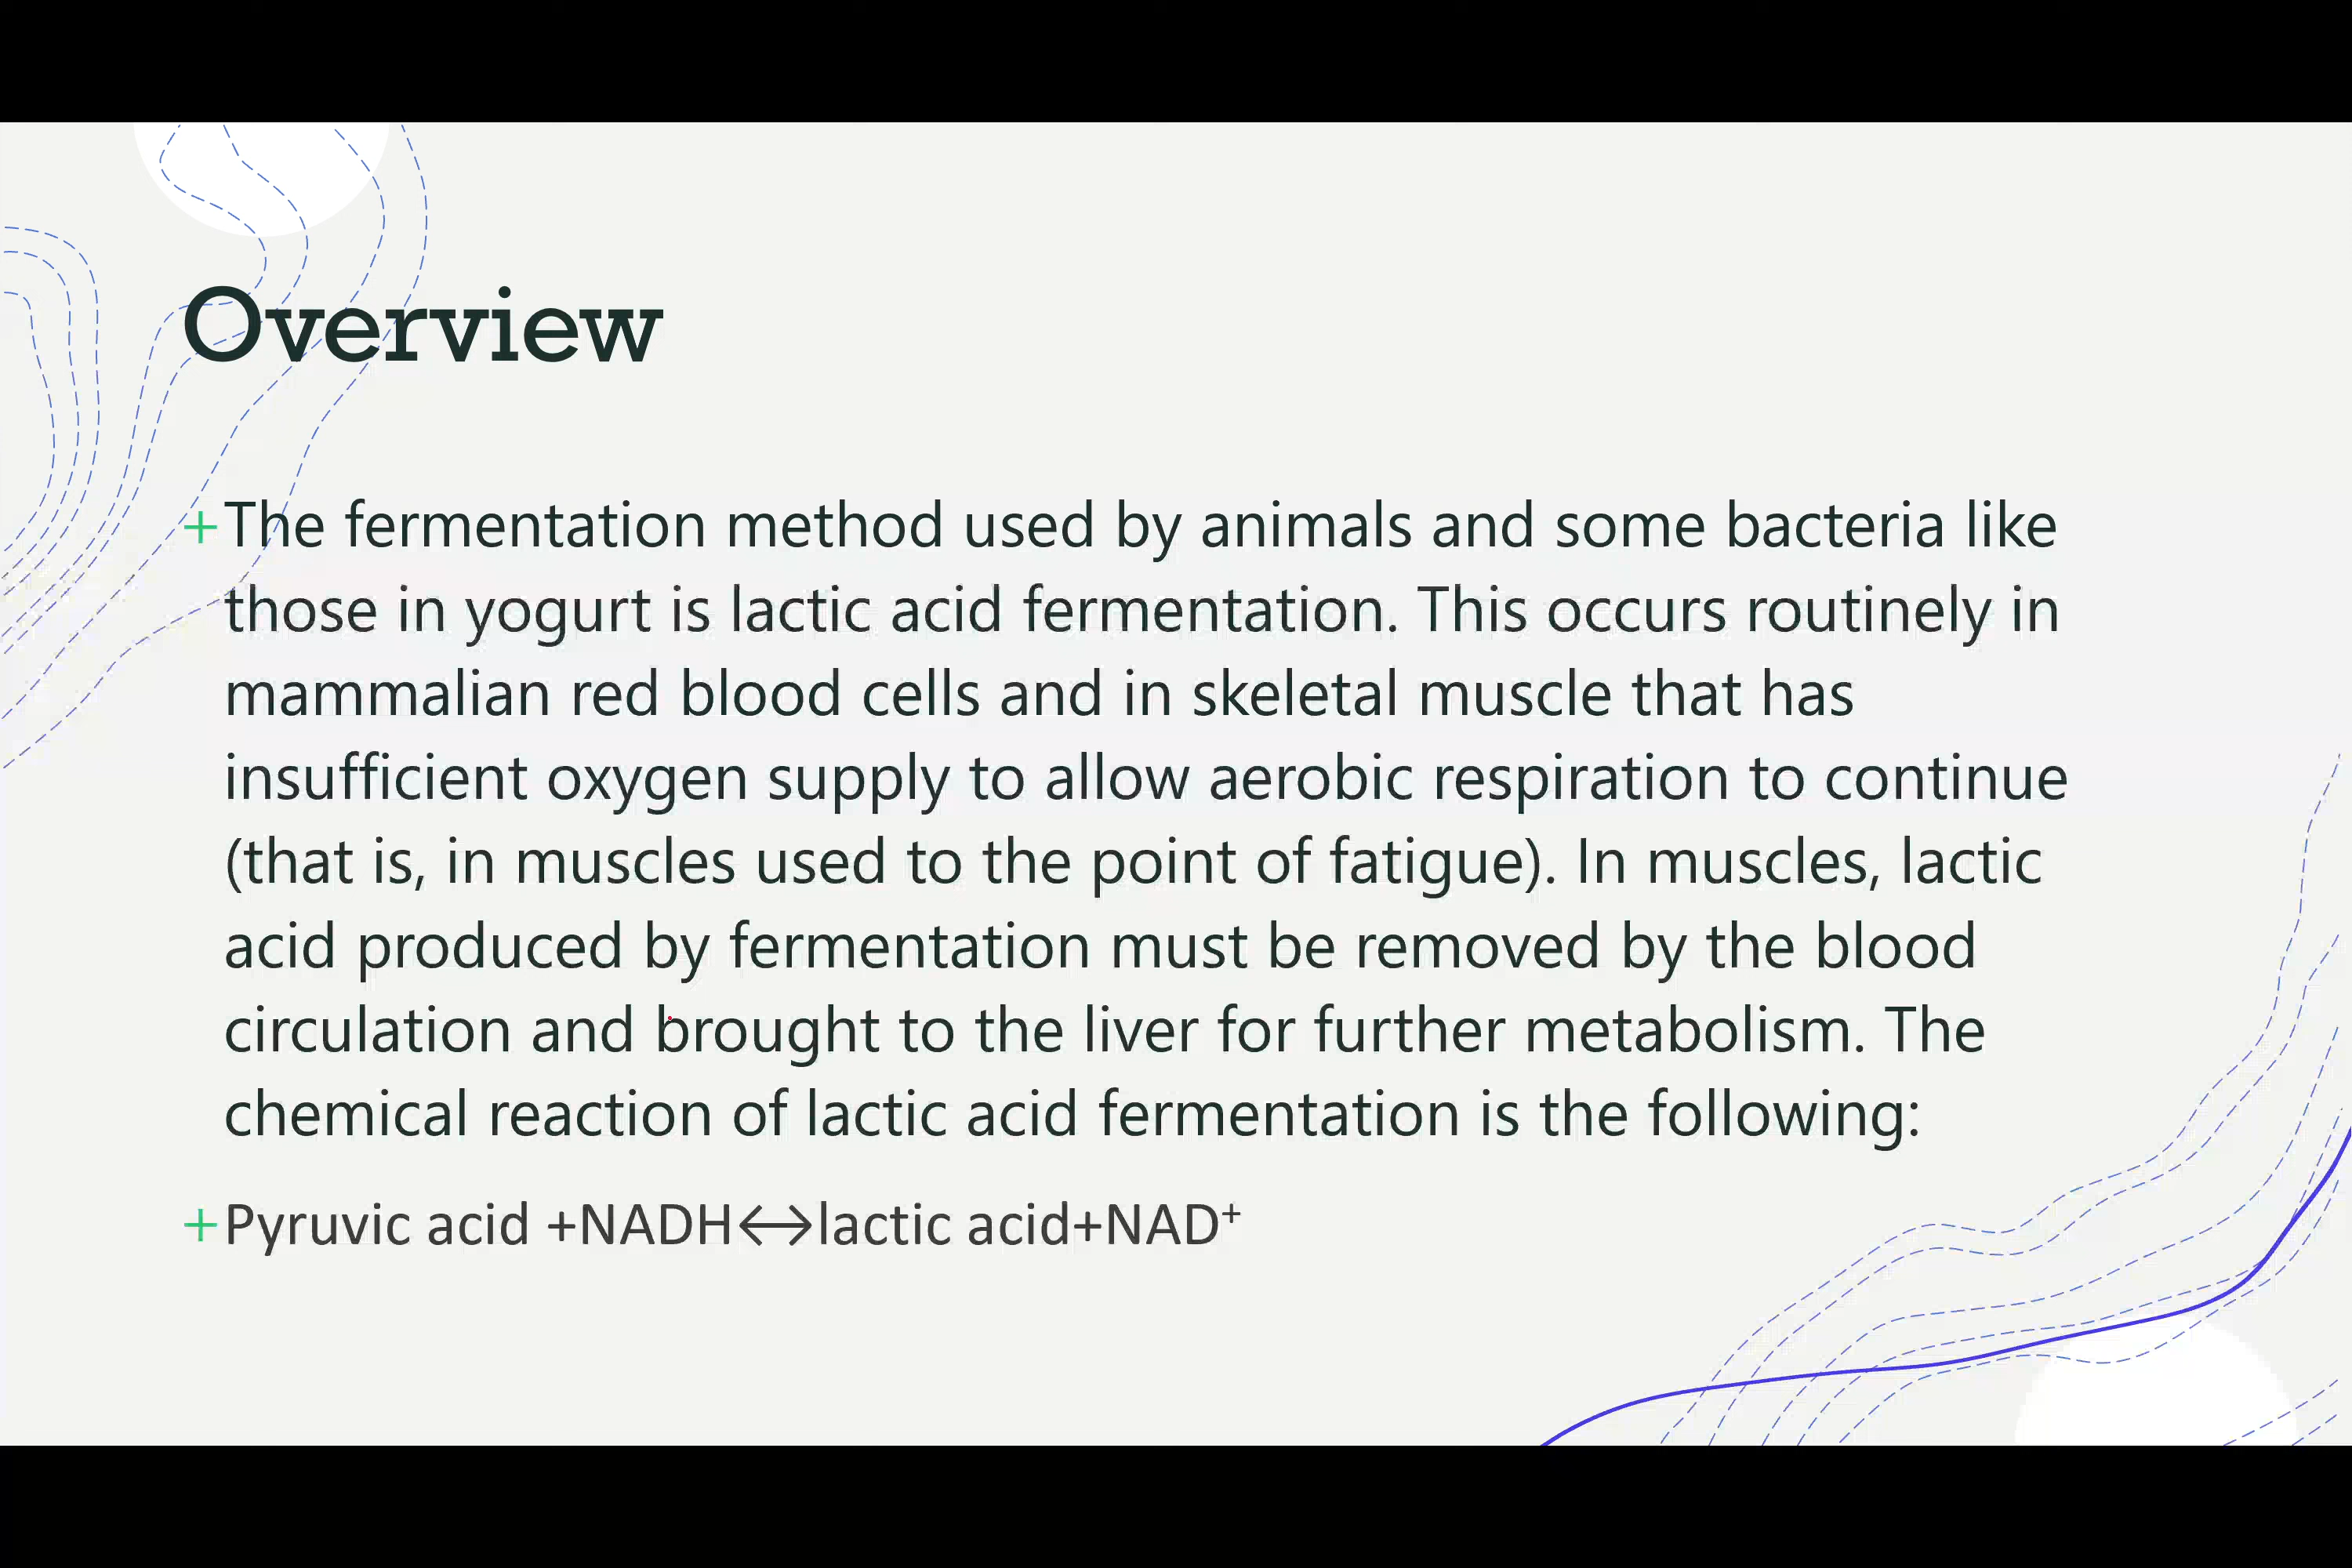 Overview
+The fermentation method used by animals and some bacteria like
those in yogurt is lactic acid fermentation. This occurs routinely in
mammalian red blood cells and in skeletal muscle that has
insufficient oxygen supply to allow aerobic respiration to continue
(that is, in muscles used to the point of fatigue). In muscles, lactic
acid produced by fermentation must be removed by the blood
circulation and brought to the liver for further metabolism. The
chemical reaction of lactic acid fermentation is the following:
+Pyruvic acid +NADH↔lactic acid+NAD⁺